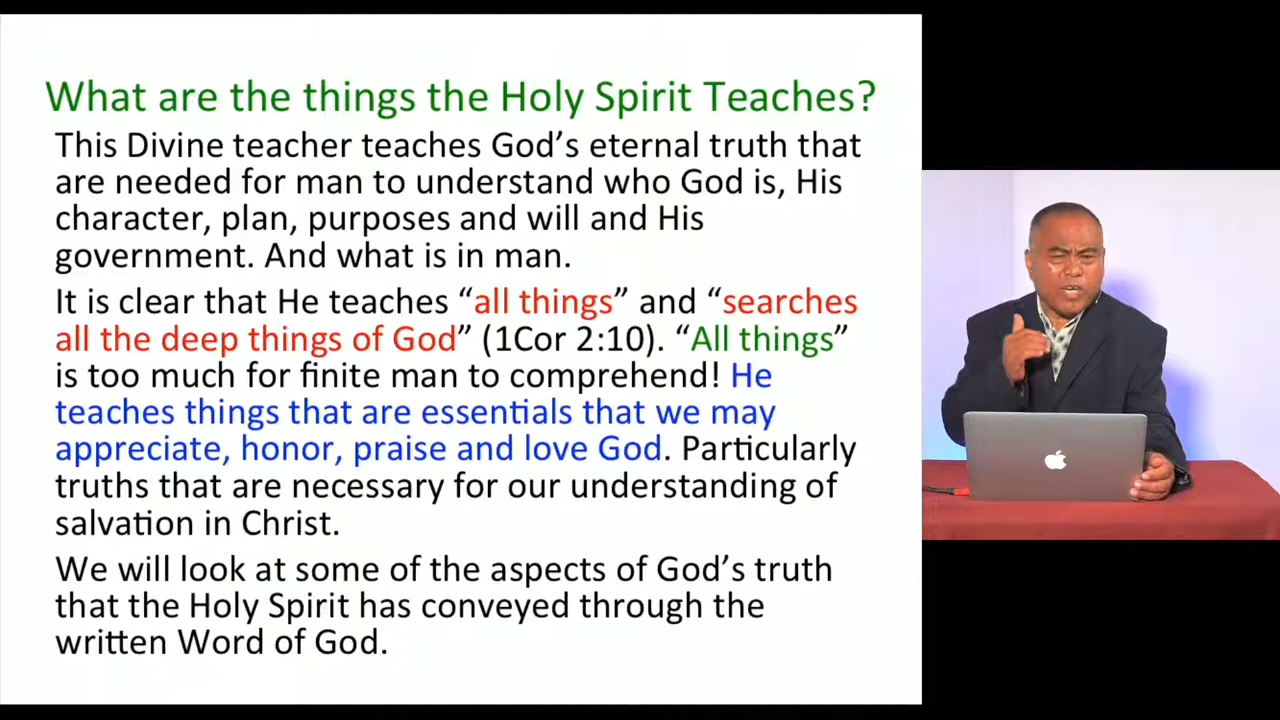 What are the things the Holy Spirit Teaches?
This Divine teacher teaches God’s eternal truth that
are needed for man to understand who God is, His
character, plan, purposes and will and His
government. And what is in man.
It is clear that He teaches “all things” and “searches
all the deep things of God” (1Cor 2:10). “All things”
is too much for finite man to comprehend! He
teaches things that are essentials that we may
appreciate, honor, praise and love God. Particularly
truths that are necessary for our understanding of
salvation in Christ.
We will look at some of the aspects of God’s truth
that the Holy Spirit has conveyed through the
written Word of God.